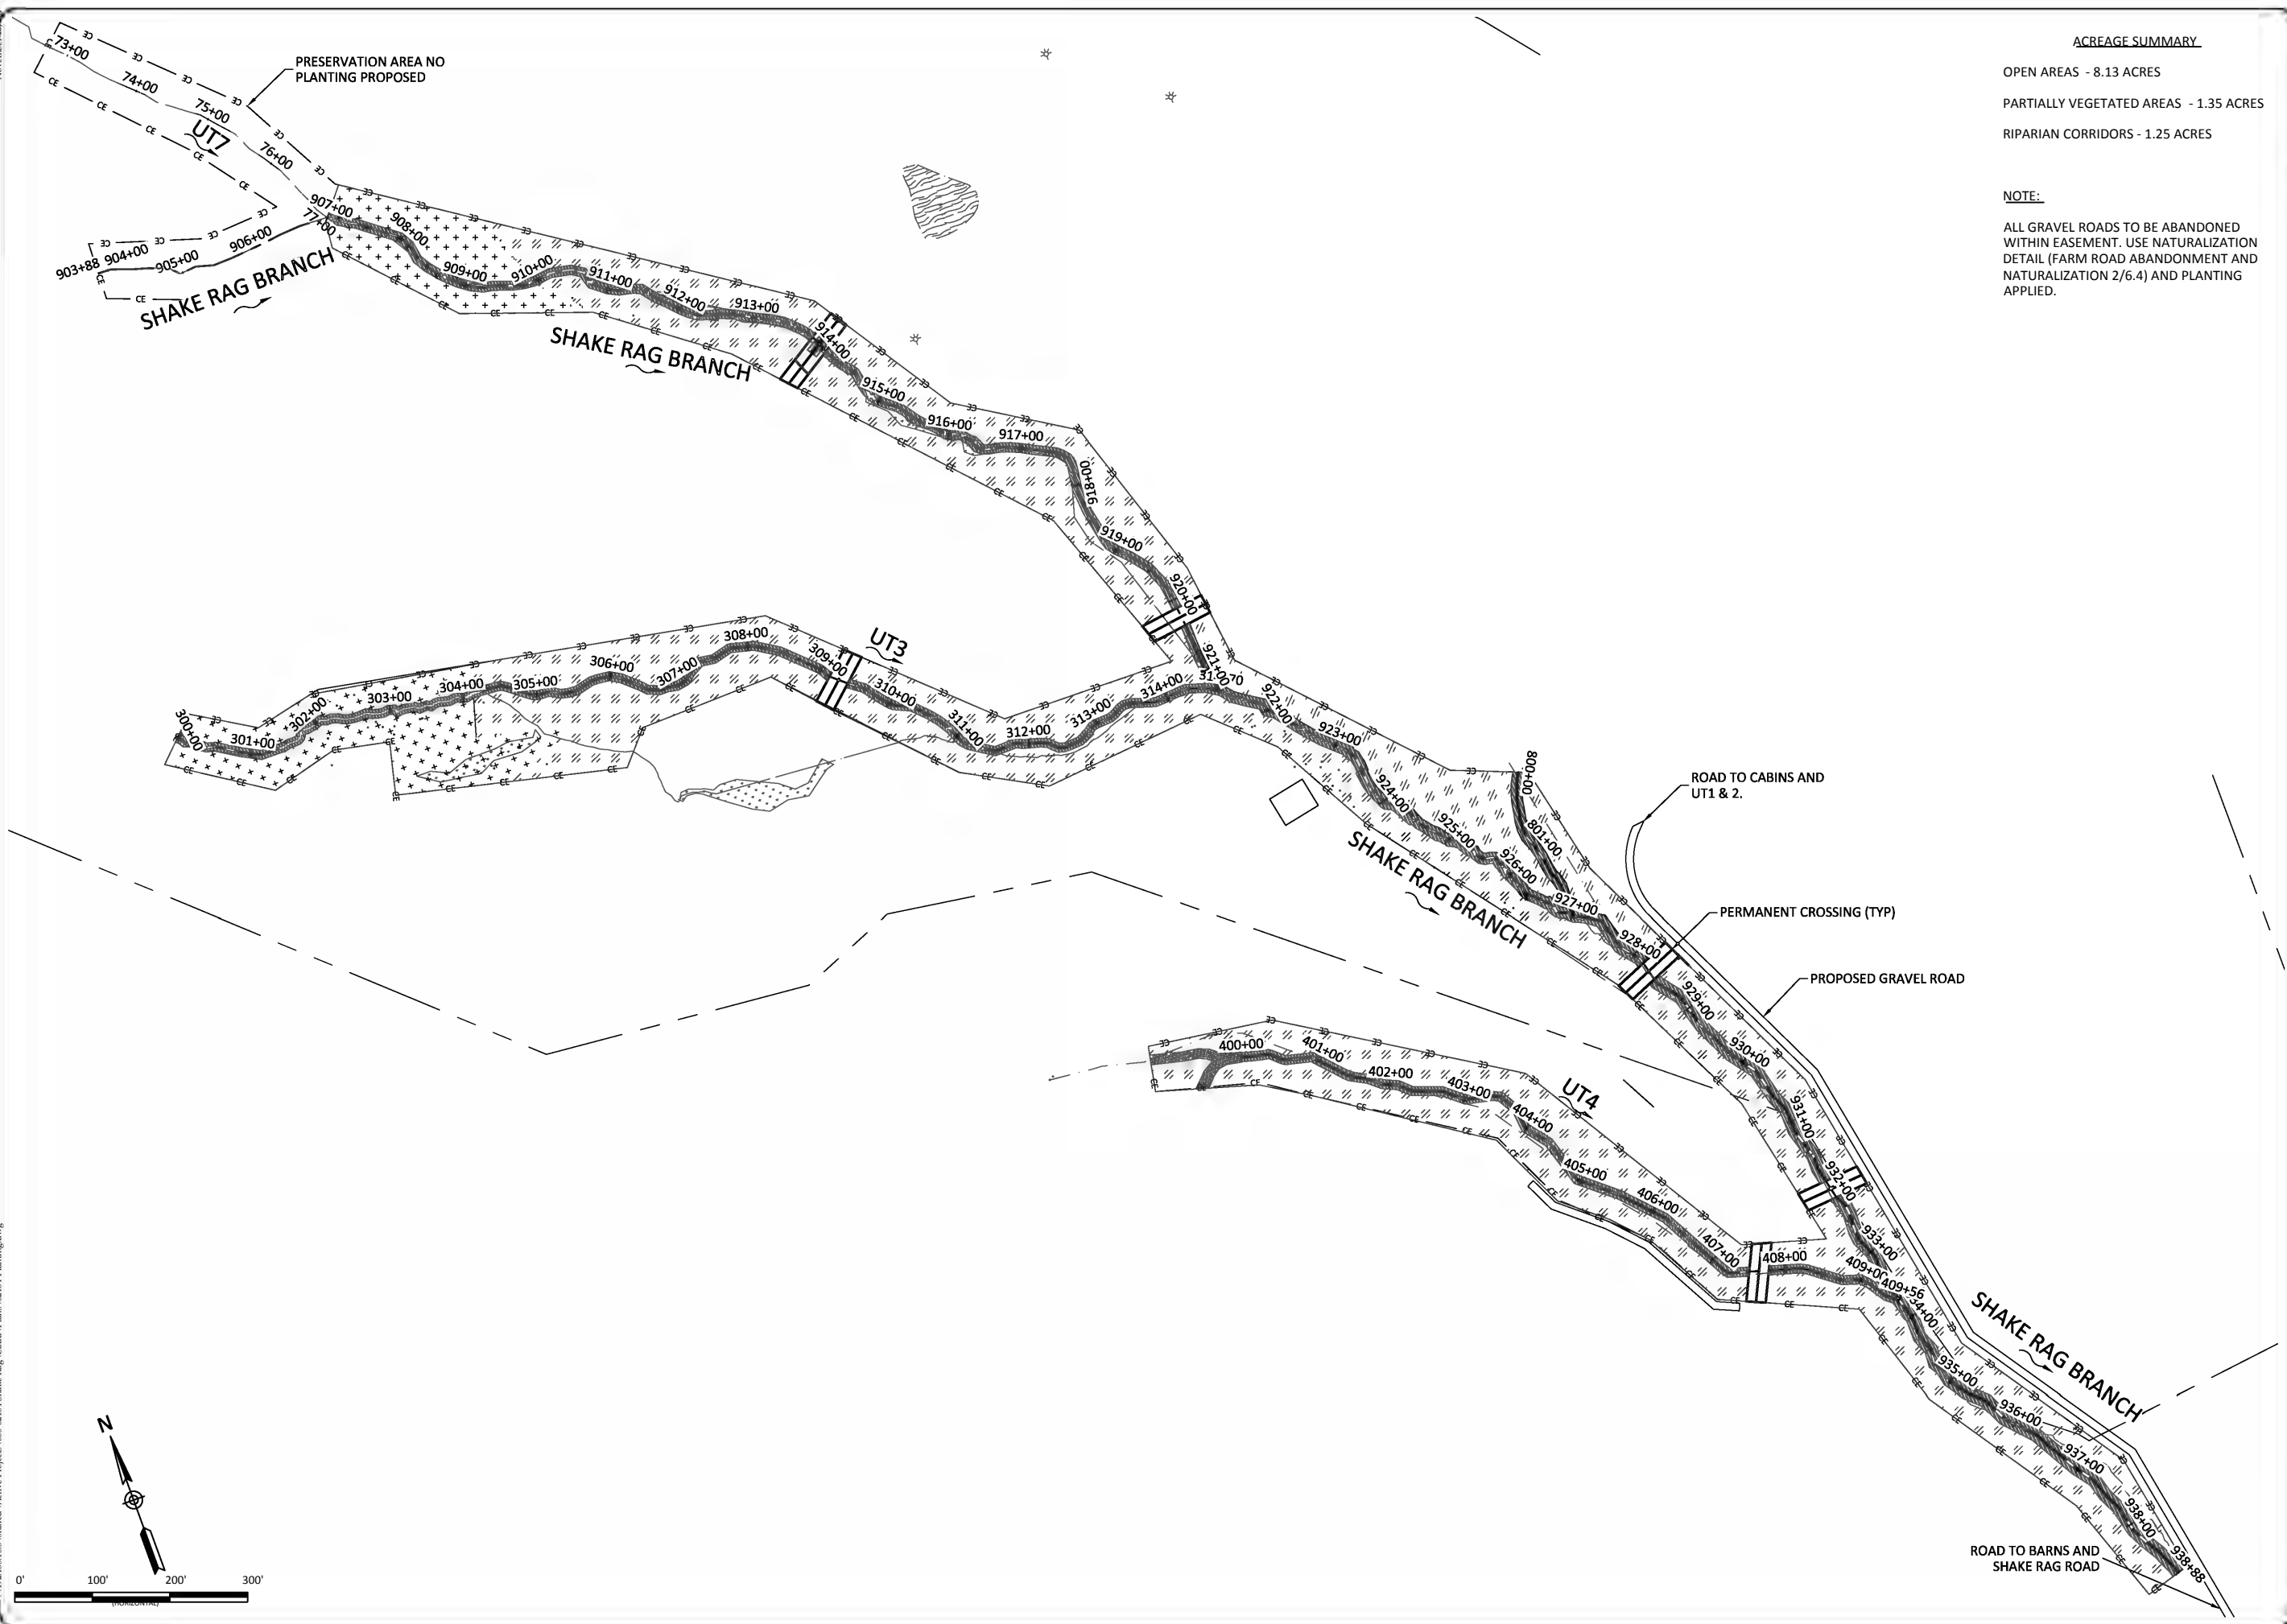 ACREAGE SUMMARY
OPEN AREAS - 8.13 ACRES
PARTIALLY VEGETATED AREAS - 1.35 ACRES
RIPARIAN CORRIDORS - 1.25 ACRES
NOTE:
ALL GRAVEL ROADS TO BE ABANDONED
WITHIN EASEMENT. USE NATURALIZATION
DETAIL (FARM ROAD ABANDONMENT AND
NATURALIZATION 2/6.4) AND PLANTING
APPLIED.
PRESERVATION AREA NO
PLANTING PROPOSED
73+00
74+00
75+00
UT7
76+00
77+00
903+88
904+00
905+00
906+00
SHAKE RAG BRANCH
907+00
908+00
909+00
910+00
911+00
912+00
913+00
SHAKE RAG BRANCH
914+00
915+00
916+00
917+00
918+00
919+00
920+00
921+00
300+00
301+00
302+00
303+00
304+00
305+00
306+00
307+00
308+00
309+00
UT3
310+00
311+00
312+00
313+00
314+00
922+00
923+00
924+00
925+00
926+00
927+00
928+00
800+00
801+00
SHAKE RAG BRANCH
ROAD TO CABINS AND
UT1 & 2.
PERMANENT CROSSING (TYP)
PROPOSED GRAVEL ROAD
929+00
930+00
931+00
932+00
933+00
400+00
401+00
402+00
403+00
404+00
UT4
405+00
406+00
407+00
408+00
409+00
409+56
34+00
SHAKE RAG BRANCH
935+00
936+00
937+00
938+00
938+88
ROAD TO BARNS AND
SHAKE RAG ROAD
N
0' 100' 200' 300'
(HORIZONTAL)